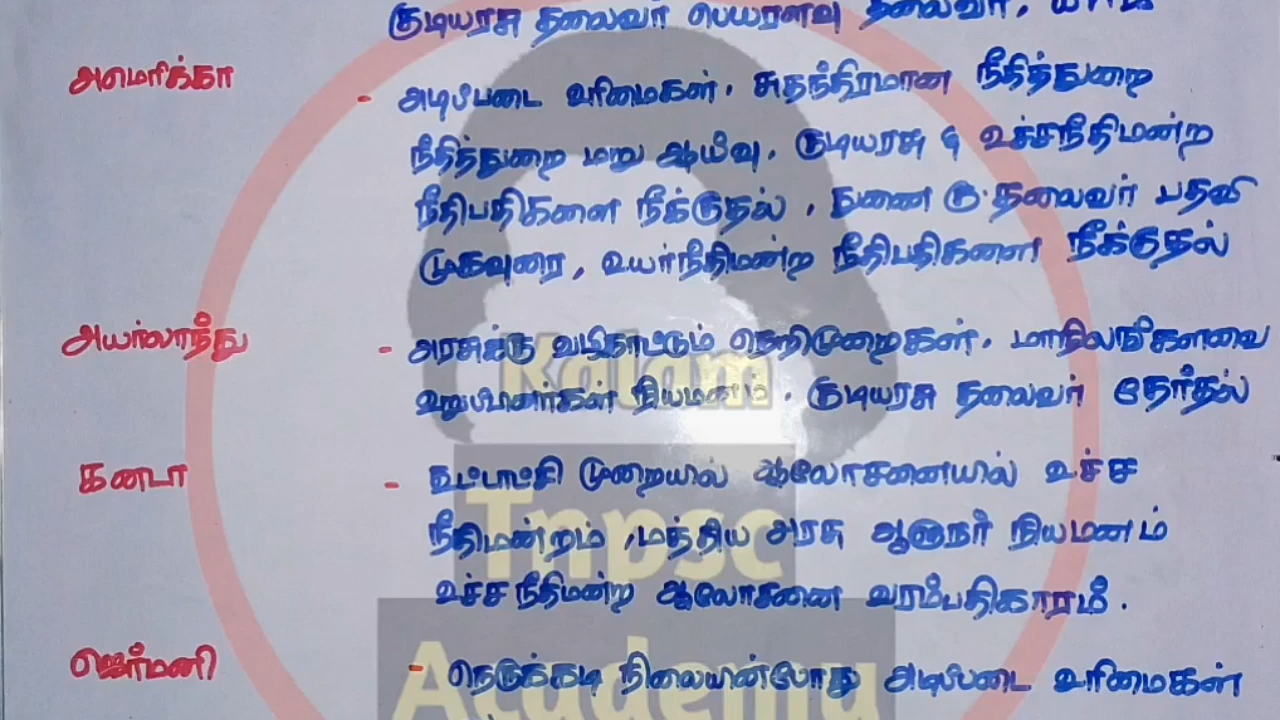 குடியரசு தலைவர் பெயரளவு தலைவர்,
அமெரிக்கா
- அடிப்படை உரிமைகள். சுதந்திரமான நீதித்துறை
நீதித்துறை மறு ஆய்வு, குடியரசு & உச்சநீதிமன்ற
நீதிபதிகளை நீக்குதல், துணை கு.தலைவர் பதவி
முகவுரை, உயர்நீதிமன்ற நீதிபதிகளை நீக்குதல்
அயர்லாந்து
- அரசுக்கு வழிகாட்டும் நெறிமுறைகள். மாநிலங்களவை
உறுப்பினர்கள் நியமனம். குடியரசு தலைவர் தேர்தல்
கனடா
- கூட்டாட்சி முறையில் ஆலோசனையில் உச்ச
நீதிமன்றம், மத்திய அரசு ஆளுநர் நியமனம்
உச்சநீதிமன்ற ஆலோசனை வரம்பதிகாரம்.
ஜெர்மனி
- நெருக்கடி நிலையின்போது அடிப்படை உரிமைகள்
Kalam
Tnpsc
Academy